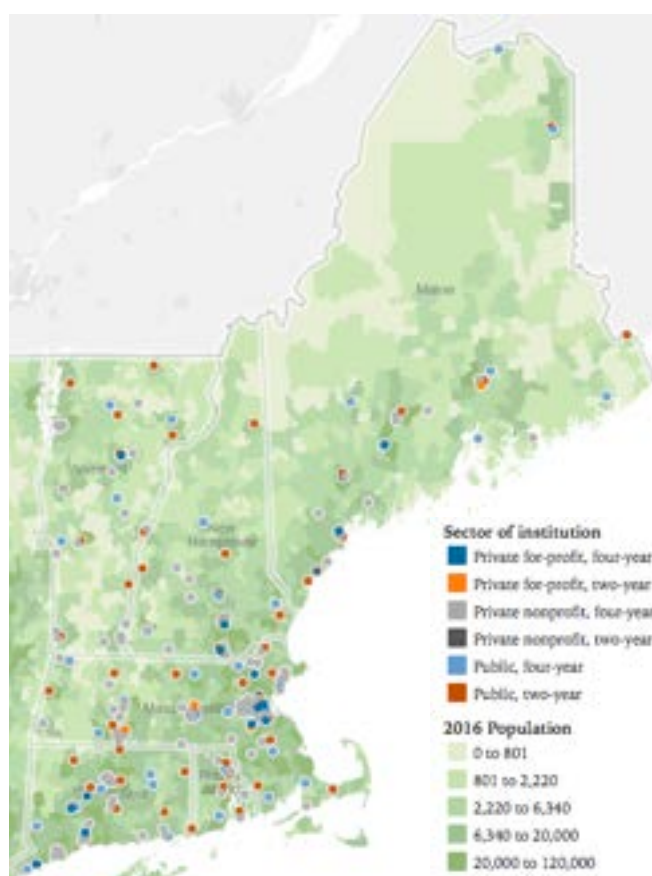 Maine
Sector of institution
Private for-profit, four-year
Private for-profit, two-year
Private nonprofit, four-year
Private nonprofit, two-year
Public, four-year
Public, two-year
2016 Population
0 to 801
801 to 2,220
2,220 to 6,340
6,340 to 20,000
20,000 to 120,000